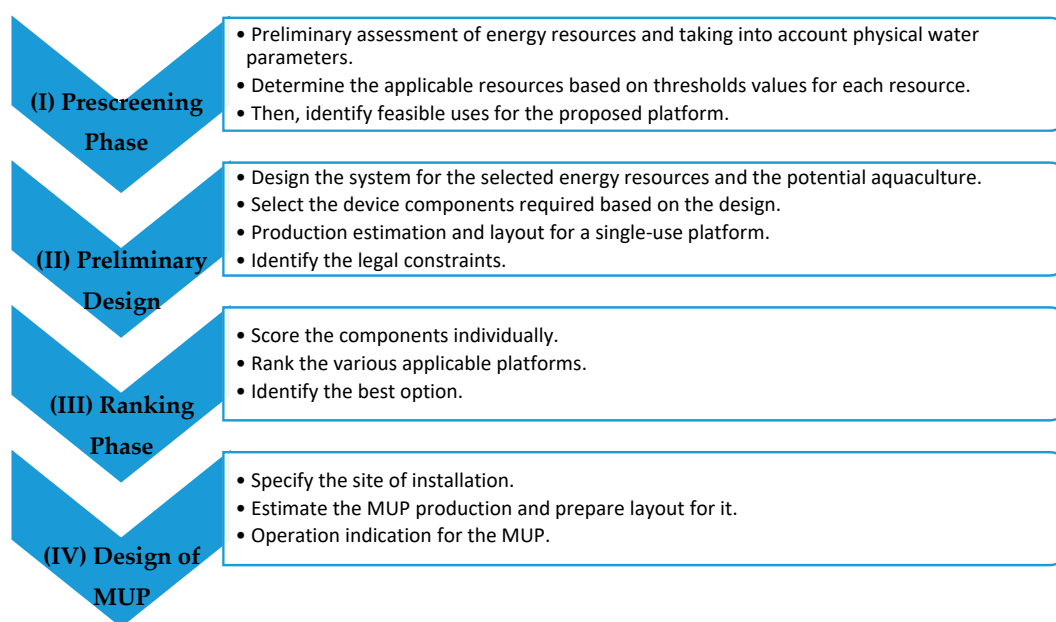 (I) Prescreening
Phase
• Preliminary assessment of energy resources and taking into account physical water
parameters.
• Determine the applicable resources based on thresholds values for each resource.
• Then, identify feasible uses for the proposed platform.
(II) Preliminary
Design
• Design the system for the selected energy resources and the potential aquaculture.
• Select the device components required based on the design.
• Production estimation and layout for a single-use platform.
• Identify the legal constraints.
(III) Ranking
Phase
• Score the components individually.
• Rank the various applicable platforms.
• Identify the best option.
(IV) Design of
MUP
• Specify the site of installation.
• Estimate the MUP production and prepare layout for it.
• Operation indication for the MUP.